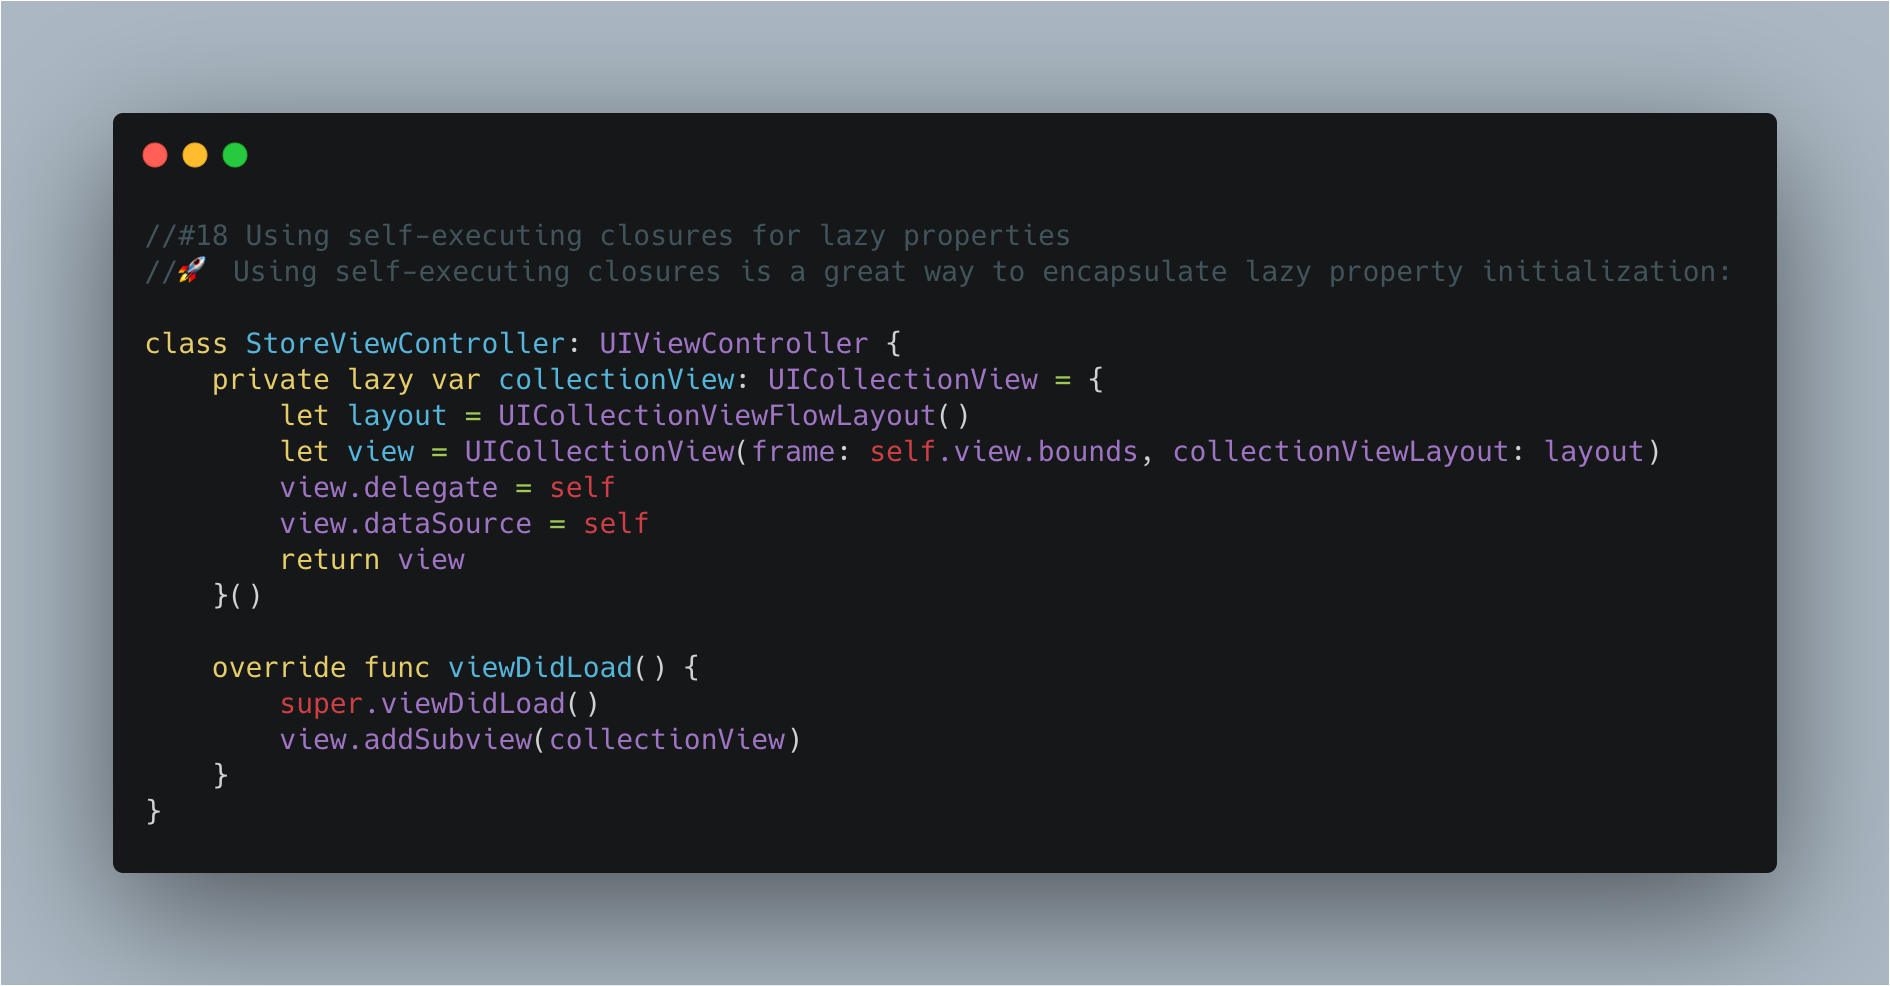 //#18 Using self-executing closures for lazy properties
//🚀 Using self-executing closures is a great way to encapsulate lazy property initialization:

class StoreViewController: UIViewController {
    private lazy var collectionView: UICollectionView = {
        let layout = UICollectionViewFlowLayout()
        let view = UICollectionView(frame: self.view.bounds, collectionViewLayout: layout)
        view.delegate = self
        view.dataSource = self
        return view
    }()

    override func viewDidLoad() {
        super.viewDidLoad()
        view.addSubview(collectionView)
    }
}